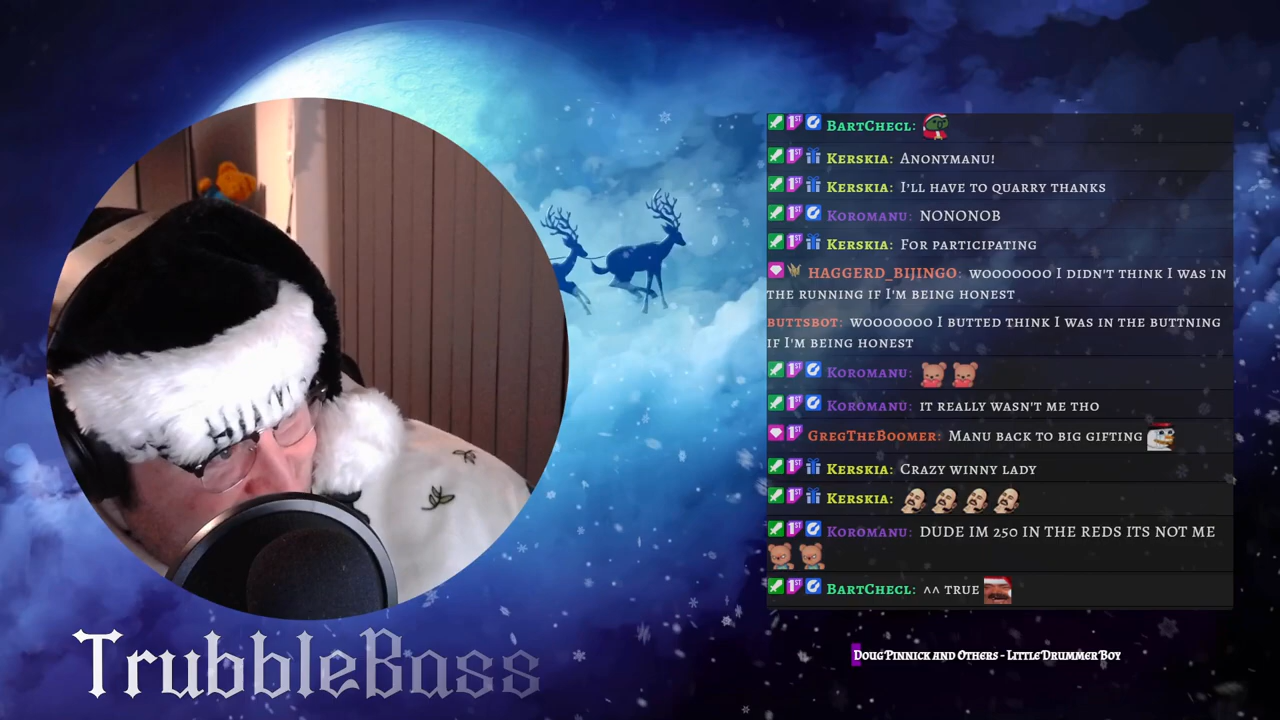 BartChecl:
Kerskia: Anonymanu!
Kerskia: I'll have to quarry thanks
Koromanu: NONONOB
Kerskia: For participating
HAGGERD_BIJINGO: wooooooo I didn't think I was in
the running if I'm being honest
buttsbot: wooooooo I butted think I was in the buttning
if I'm being honest
Koromanu:
Koromanu: it really wasn't me tho
GregTheBoomer: Manu back to big gifting
Kerskia: Crazy winny lady
Kerskia:
Koromanu: DUDE IM 250 IN THE REDS ITS NOT ME
BartChecl: ^^ true
TrubbleBass
Doug Pinnick and Others - Little Drummer Boy